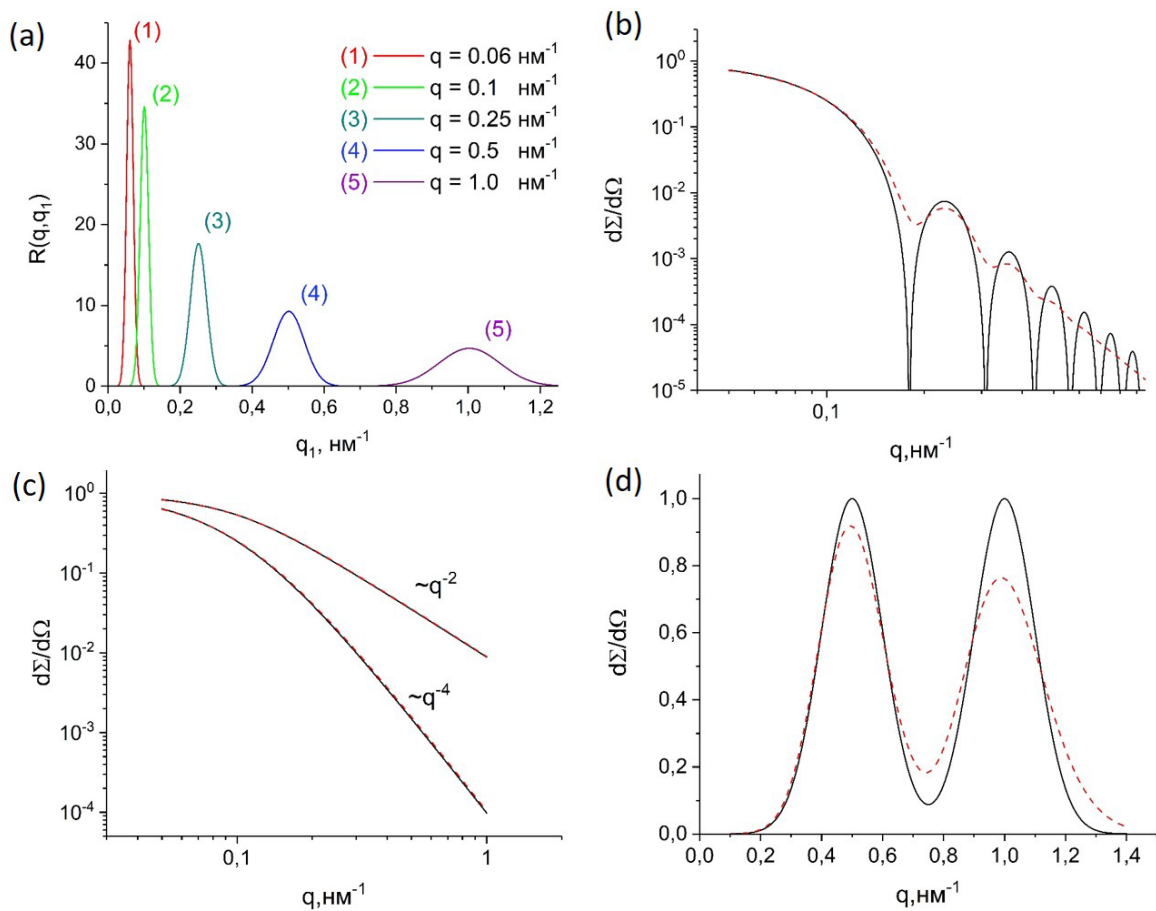 (a)
(1)
(2)
(3)
(4)
(5)
(1) q = 0.06 нм-1
(2) q = 0.1 нм-1
(3) q = 0.25 нм-1
(4) q = 0.5 нм-1
(5) q = 1.0 нм-1
R(q,q1)
40
30
20
10
0
0,0 0,2 0,4 0,6 0,8 1,0 1,2
q1, нм-1
(b)
dΣ/dΩ
10^0
10^-1
10^-2
10^-3
10^-4
10^-5
0,1
q,нм-1
(c)
dΣ/dΩ
10^0
10^-1
10^-2
10^-3
10^-4
~q-2
~q-4
0,1 1
q,нм-1
(d)
dΣ/dΩ
1,0
0,8
0,6
0,4
0,2
0,0
0,0 0,2 0,4 0,6 0,8 1,0 1,2 1,4
q,нм-1